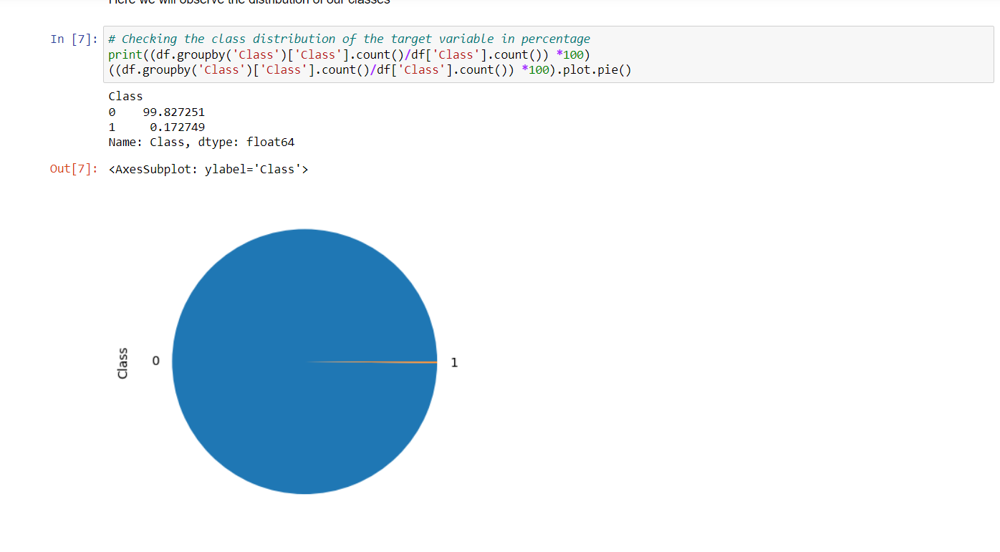 Here we will observe the distribution of our classes
In [7]: # Checking the class distribution of the target variable in percentage
print((df.groupby('Class')['Class'].count()/df['Class'].count()) *100)
((df.groupby('Class')['Class'].count()/df['Class'].count()) *100).plot.pie()
Class
0    99.827251
1     0.172749
Name: Class, dtype: float64
Out[7]: <AxesSubplot: ylabel='Class'>
Class
0
1